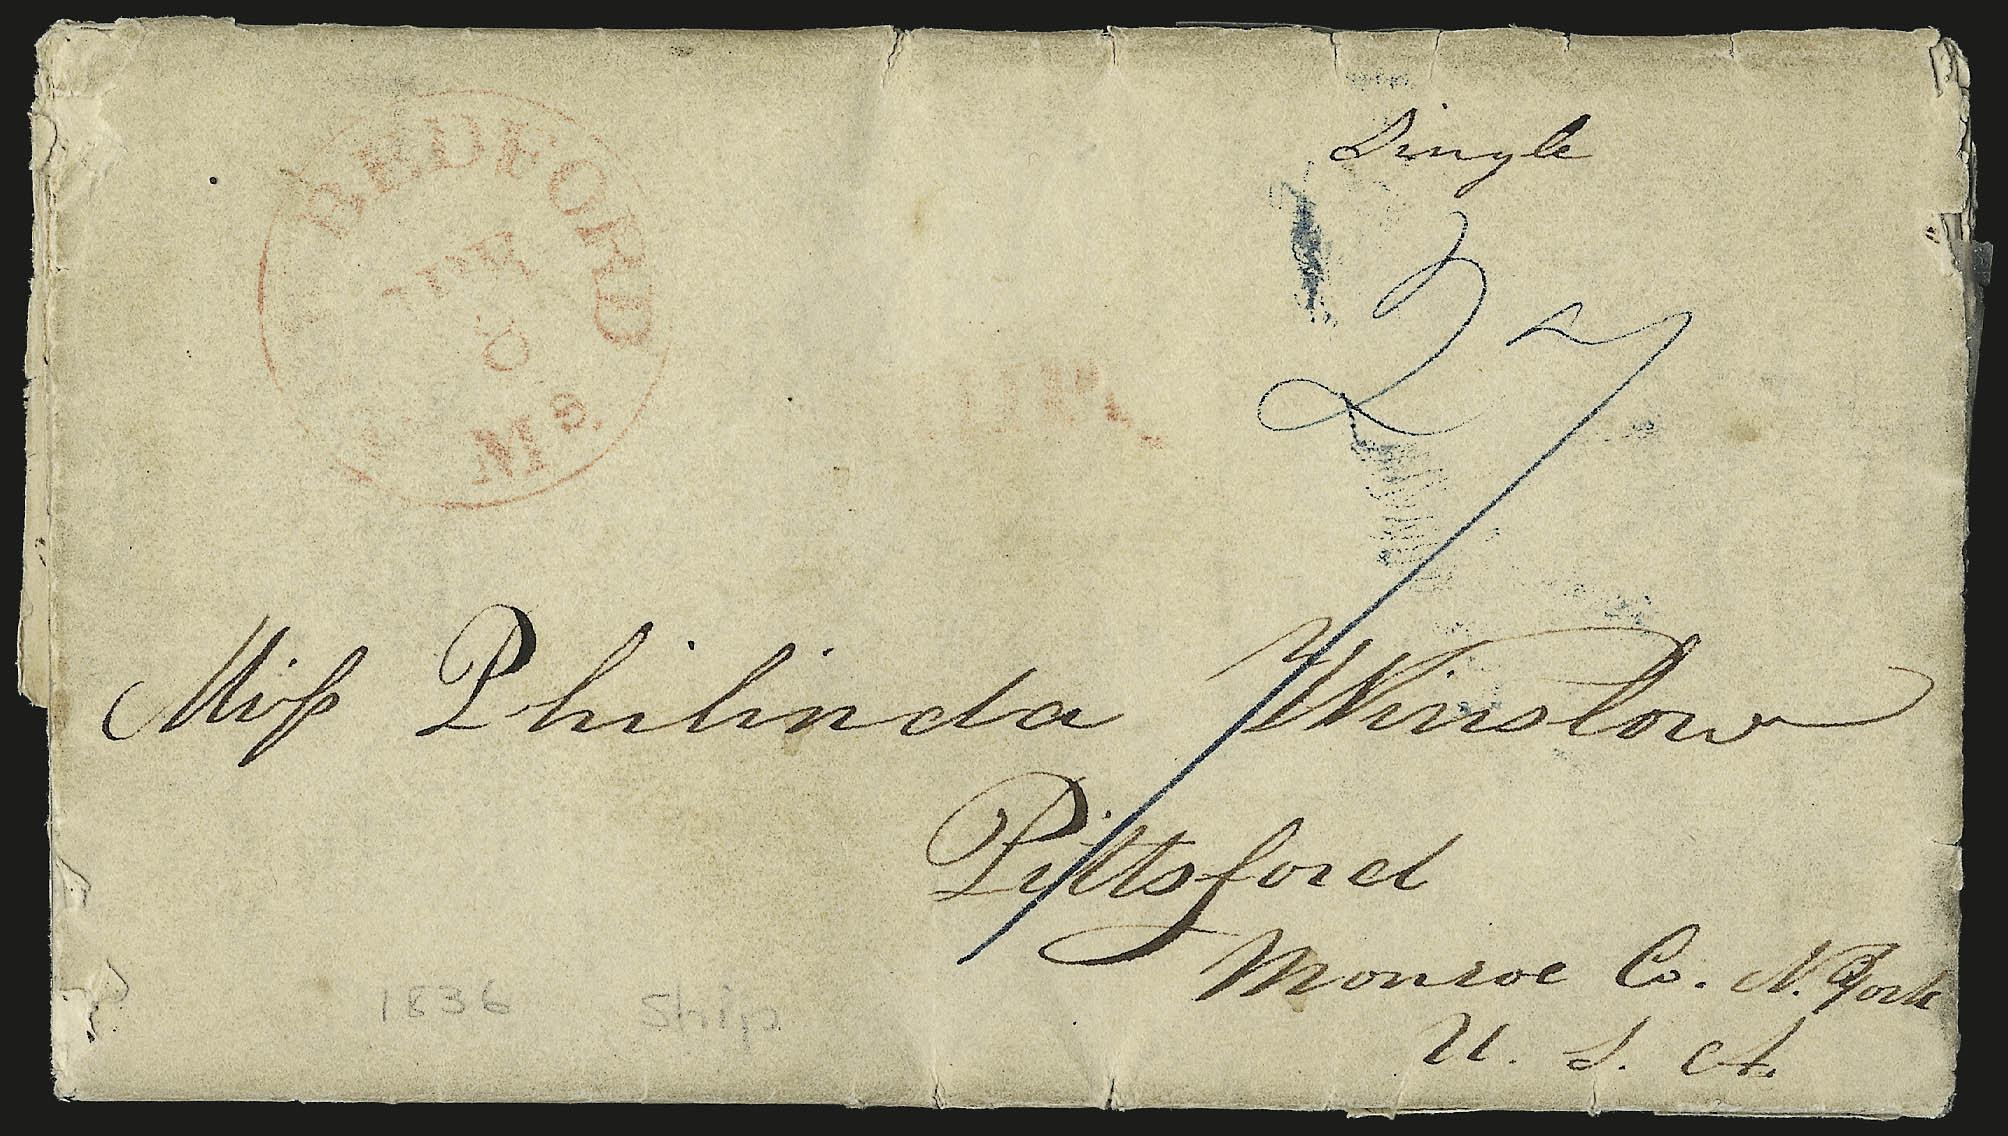 BEDFORD
Ms
Single
27
Miſs Philinda Winslow
Pittsford
Monroe Co. N. York
U. S. A.
1836 Ship